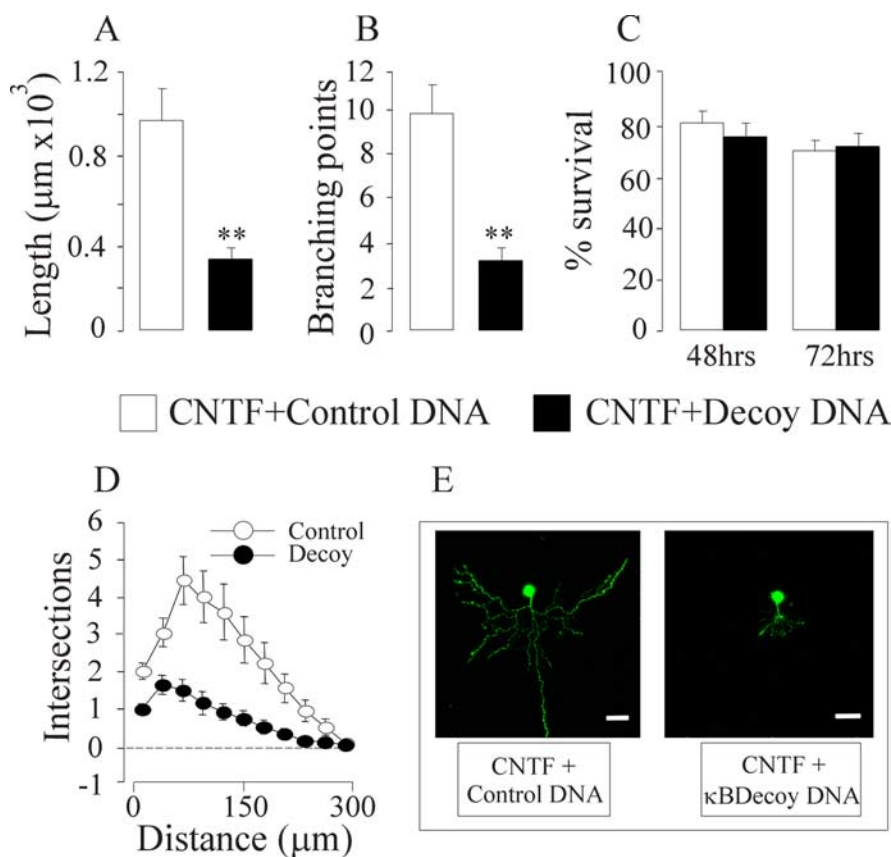 A
Length (μm x10³)
1.2
0.8
0.4
0
**
B
Branching points
12
10
8
6
4
2
0
**
C
% survival
100
80
60
40
20
0
48hrs
72hrs
CNTF+Control DNA
CNTF+Decoy DNA
D
Intersections
6
5
4
3
2
1
0
-1
Control
Decoy
0
150
300
Distance (μm)
E
CNTF +
Control DNA
CNTF +
κBDecoy DNA